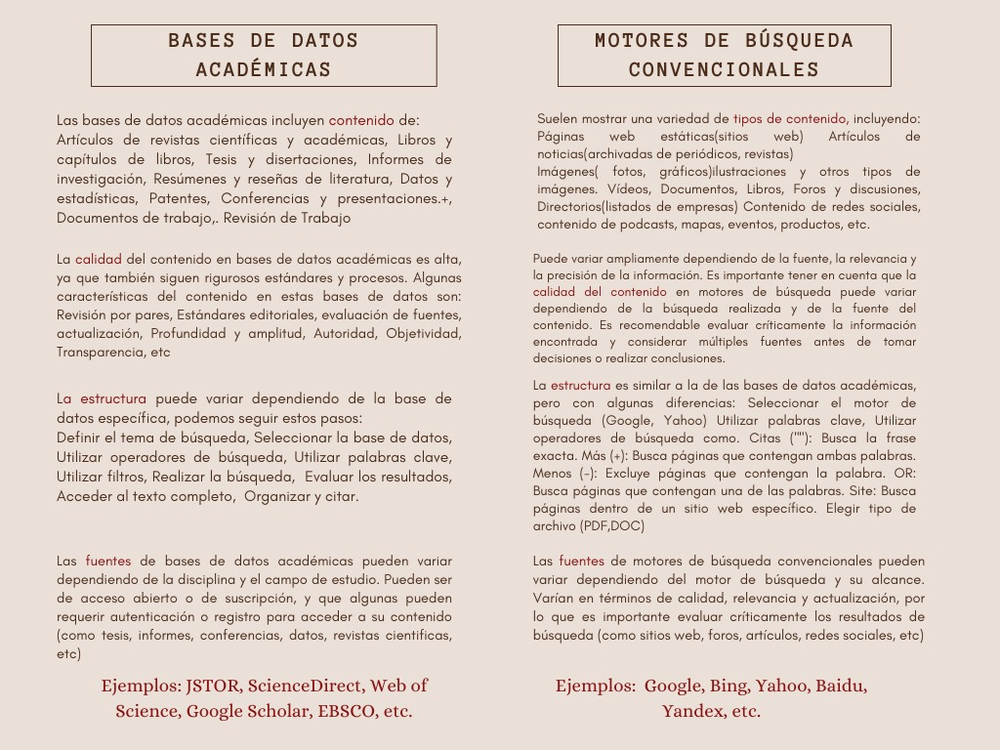 BASES DE DATOS
ACADÉMICAS
Las bases de datos académicas incluyen contenido de:
Artículos de revistas científicas y académicas, Libros y
capítulos de libros, Tesis y disertaciones, Informes de
investigación, Resúmenes y reseñas de literatura, Datos y
estadísticas, Patentes, Conferencias y presentaciones.+,
Documentos de trabajo,. Revisión de Trabajo
La calidad del contenido en bases de datos académicas es alta,
ya que también siguen rigurosos estándares y procesos. Algunas
características del contenido en estas bases de datos son:
Revisión por pares, Estándares editoriales, evaluación de fuentes,
actualización, Profundidad y amplitud, Autoridad, Objetividad,
Transparencia, etc
La estructura puede variar dependiendo de la base de
datos específica, podemos seguir estos pasos:
Definir el tema de búsqueda, Seleccionar la base de datos,
Utilizar operadores de búsqueda, Utilizar palabras clave,
Utilizar filtros, Realizar la búsqueda, Evaluar los resultados,
Acceder al texto completo, Organizar y citar.
Las fuentes de bases de datos académicas pueden variar
dependiendo de la disciplina y el campo de estudio. Pueden ser
de acceso abierto o de suscripción, y que algunas pueden
requerir autenticación o registro para acceder a su contenido
(como tesis, informes, conferencias, datos, revistas cientificas,
etc)
Ejemplos: JSTOR, ScienceDirect, Web of
Science, Google Scholar, EBSCO, etc.
MOTORES DE BÚSQUEDA
CONVENCIONALES
Suelen mostrar una variedad de tipos de contenido, incluyendo:
Páginas web estáticas(sitios web) Artículos de
noticias(archivadas de periódicos, revistas)
Imágenes( fotos, gráficos)ilustraciones y otros tipos de
imágenes. Vídeos, Documentos, Libros, Foros y discusiones,
Directorios(listados de empresas) Contenido de redes sociales,
contenido de podcasts, mapas, eventos, productos, etc.
Puede variar ampliamente dependiendo de la fuente, la relevancia y
la precisión de la información. Es importante tener en cuenta que la
calidad del contenido en motores de búsqueda puede variar
dependiendo de la búsqueda realizada y de la fuente del
contenido. Es recomendable evaluar críticamente la información
encontrada y considerar múltiples fuentes antes de tomar
decisiones o realizar conclusiones.
La estructura es similar a la de las bases de datos académicas,
pero con algunas diferencias: Seleccionar el motor de
búsqueda (Google, Yahoo) Utilizar palabras clave, Utilizar
operadores de búsqueda como. Citas (""): Busca la frase
exacta. Más (+): Busca páginas que contengan ambas palabras.
Menos (-): Excluye páginas que contengan la palabra. OR:
Busca páginas que contengan una de las palabras. Site: Busca
páginas dentro de un sitio web específico. Elegir tipo de
archivo (PDF,DOC)
Las fuentes de motores de búsqueda convencionales pueden
variar dependiendo del motor de búsqueda y su alcance.
Varían en términos de calidad, relevancia y actualización, por
lo que es importante evaluar críticamente los resultados de
búsqueda (como sitios web, foros, artículos, redes sociales, etc)
Ejemplos: Google, Bing, Yahoo, Baidu,
Yandex, etc.